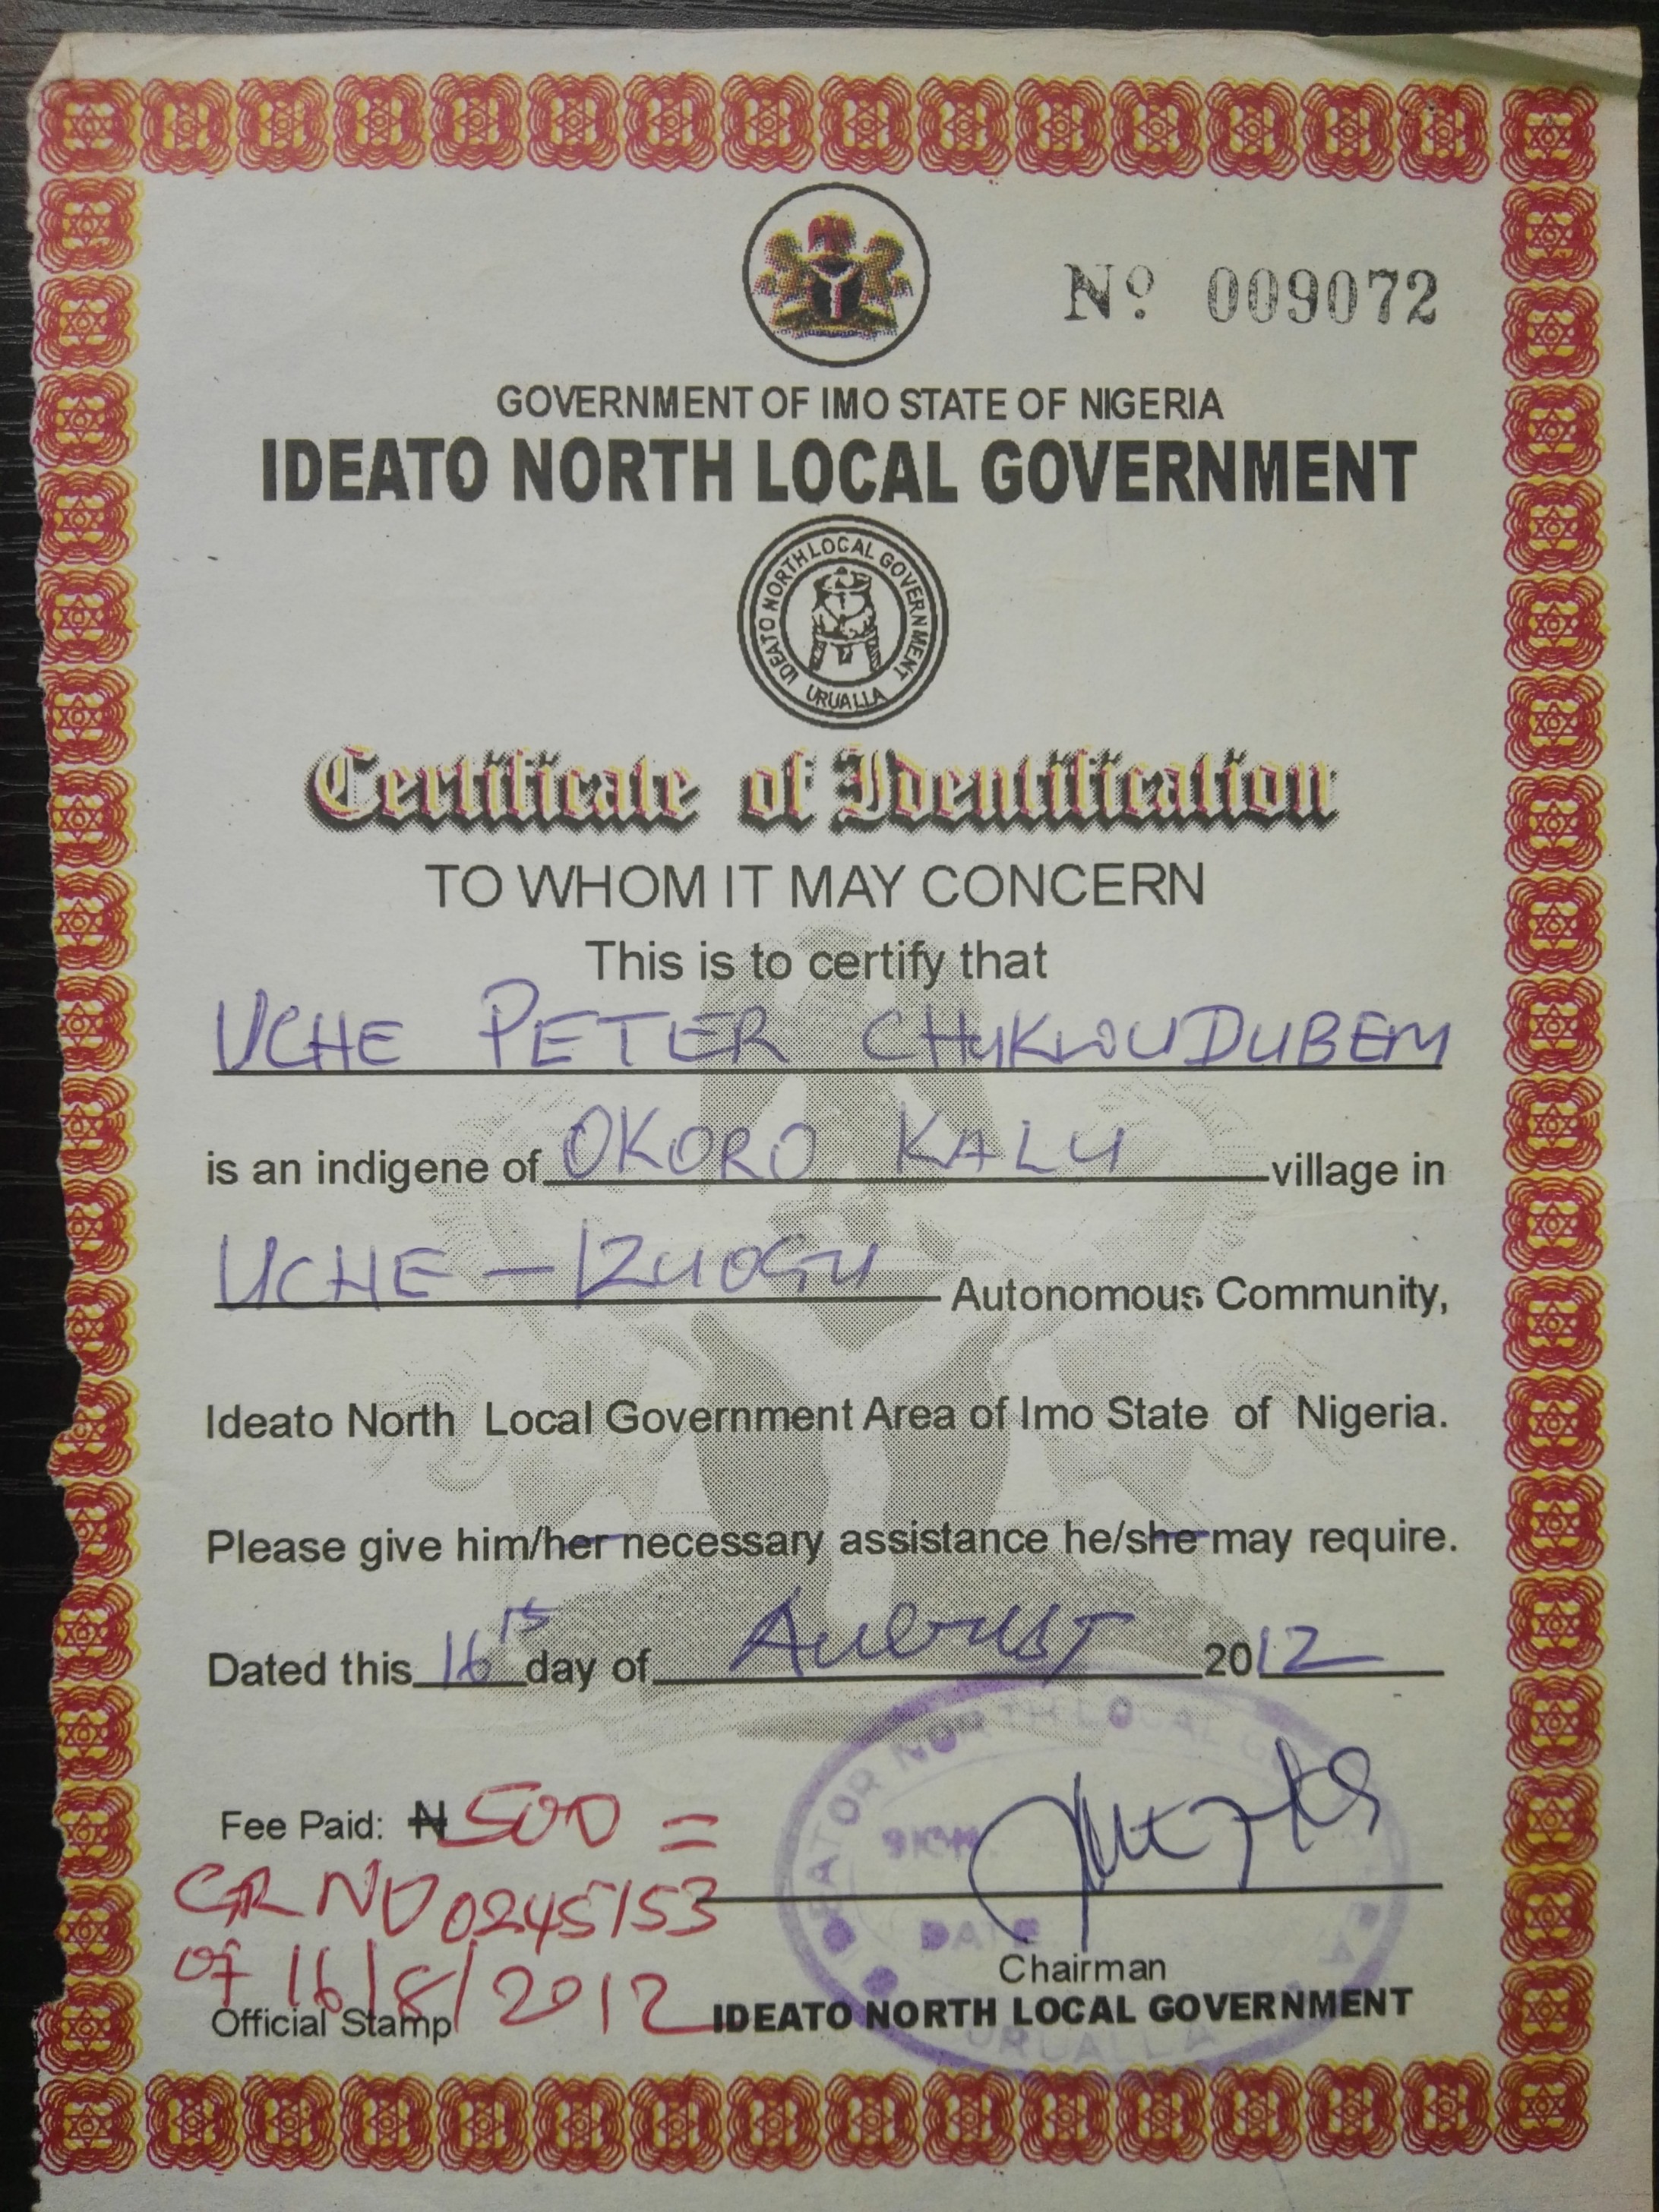 Nº 009072
GOVERNMENT OF IMO STATE OF NIGERIA
IDEATO NORTH LOCAL GOVERNMENT
IDEATO NORTH LOCAL GOVERNMENT
URUALLA
Certificate of Identification
TO WHOM IT MAY CONCERN
This is to certify that
UCHE PETER CHUKWUDUBEM
is an indigene of OKORO KALU village in
UCHE-IZUOGU Autonomous Community,
Ideato North Local Government Area of Imo State of Nigeria.
Please give him/her necessary assistance he/she may require.
Dated this 16th day of AUGUST 2012
Fee Paid: ₦500 =
CR NO 0245153
of 16/8/2012
Official Stamp
NORTH LOCAL
SIGN
DATE
URUALLA
Chairman
IDEATO NORTH LOCAL GOVERNMENT